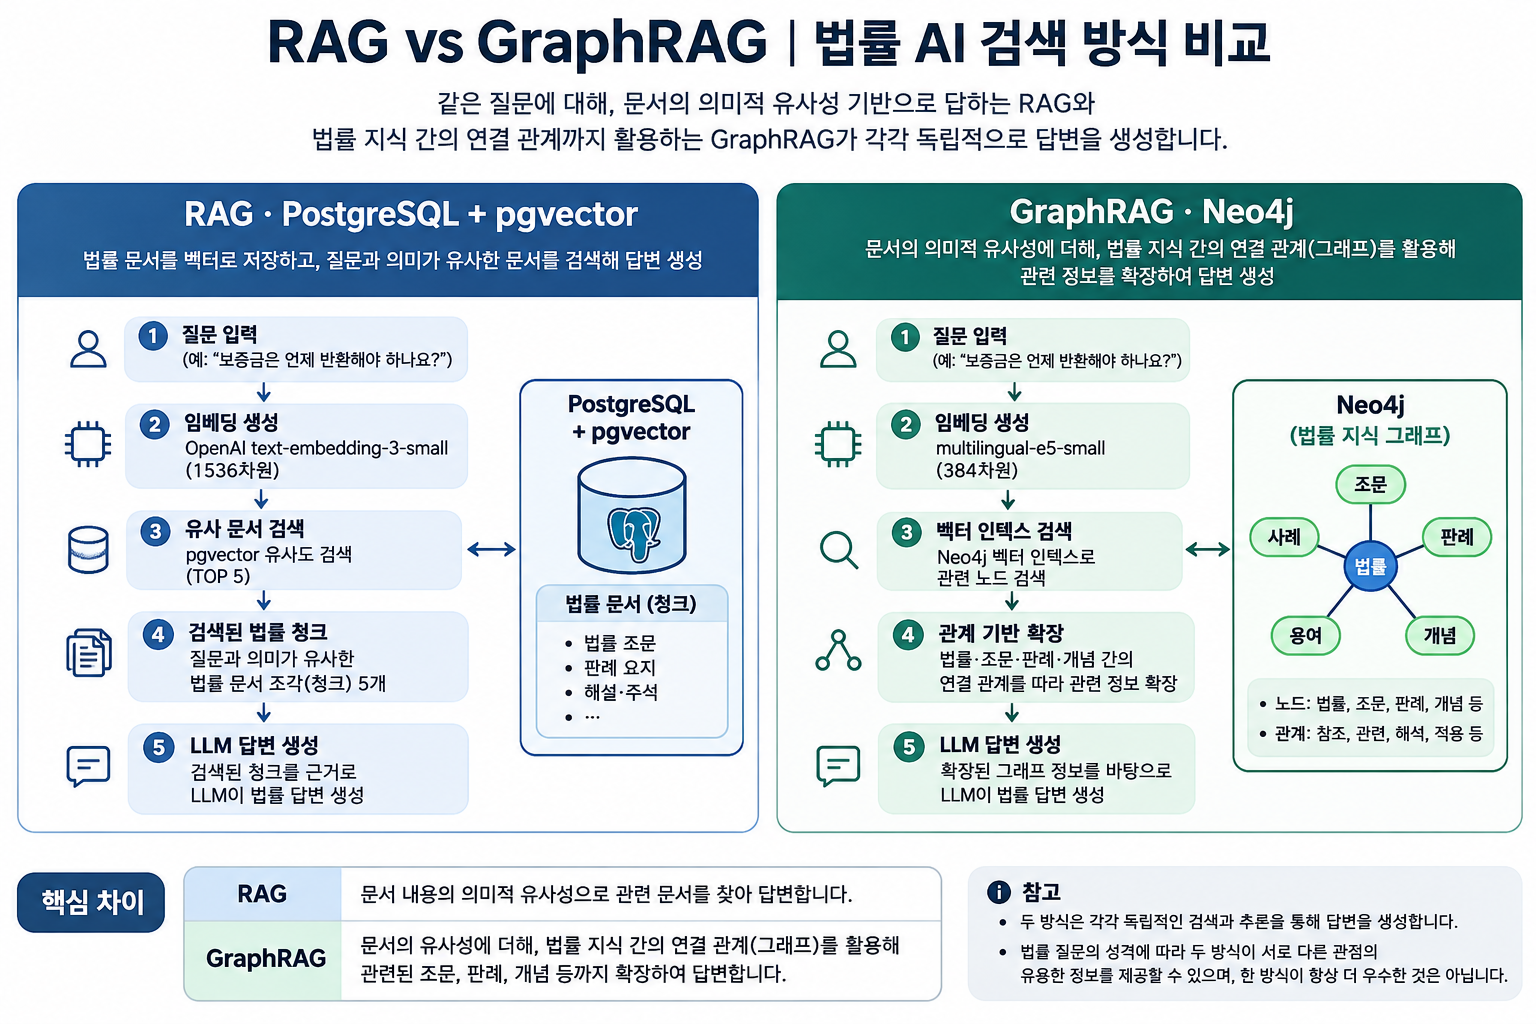 RAG vs GraphRAG | 법률 AI 검색 방식 비교
같은 질문에 대해, 문서의 의미적 유사성 기반으로 답하는 RAG와
법률 지식 간의 연결 관계까지 활용하는 GraphRAG가 각각 독립적으로 답변을 생성합니다.
RAG · PostgreSQL + pgvector
법률 문서를 벡터로 저장하고, 질문과 의미가 유사한 문서를 검색해 답변 생성
1 질문 입력
(예: “보증금은 언제 반환해야 하나요?”)
2 임베딩 생성
OpenAI text-embedding-3-small
(1536차원)
3 유사 문서 검색
pgvector 유사도 검색
(TOP 5)
4 검색된 법률 청크
질문과 의미가 유사한
법률 문서 조각(청크) 5개
5 LLM 답변 생성
검색된 청크를 근거로
LLM이 법률 답변 생성
PostgreSQL
+ pgvector
법률 문서 (청크)
• 법률 조문
• 판례 요지
• 해설·주석
• ...
GraphRAG · Neo4j
문서의 의미적 유사성에 더해, 법률 지식 간의 연결 관계(그래프)를 활용해
관련 정보를 확장하여 답변 생성
1 질문 입력
(예: “보증금은 언제 반환해야 하나요?”)
2 임베딩 생성
multilingual-e5-small
(384차원)
3 벡터 인텍스 검색
Neo4j 벡터 인텍스로
관련 노드 검색
4 관계 기반 확장
법률·조문·판례·개념 간의
연결 관계를 따라 관련 정보 확장
5 LLM 답변 생성
확장된 그래프 정보를 바탕으로
LLM이 법률 답변 생성
Neo4j
(법률 지식 그래프)
조문
사례
판례
법률
용여
개념
• 노드: 법률, 조문, 판례, 개념 등
• 관계: 참조, 관련, 해석, 적용 등
핵심 차이
RAG
문서 내용의 의미적 유사성으로 관련 문서를 찾아 답변합니다.
GraphRAG
문서의 유사성에 더해, 법률 지식 간의 연결 관계(그래프)를 활용해
관련된 조문, 판례, 개념 등까지 확장하여 답변합니다.
i 참고
• 두 방식은 각각 독립적인 검색과 추론을 통해 답변을 생성합니다.
• 법률 질문의 성격에 따라 두 방식이 서로 다른 관점의
유용한 정보를 제공할 수 있으며, 한 방식이 항상 더 우수한 것은 아닙니다.